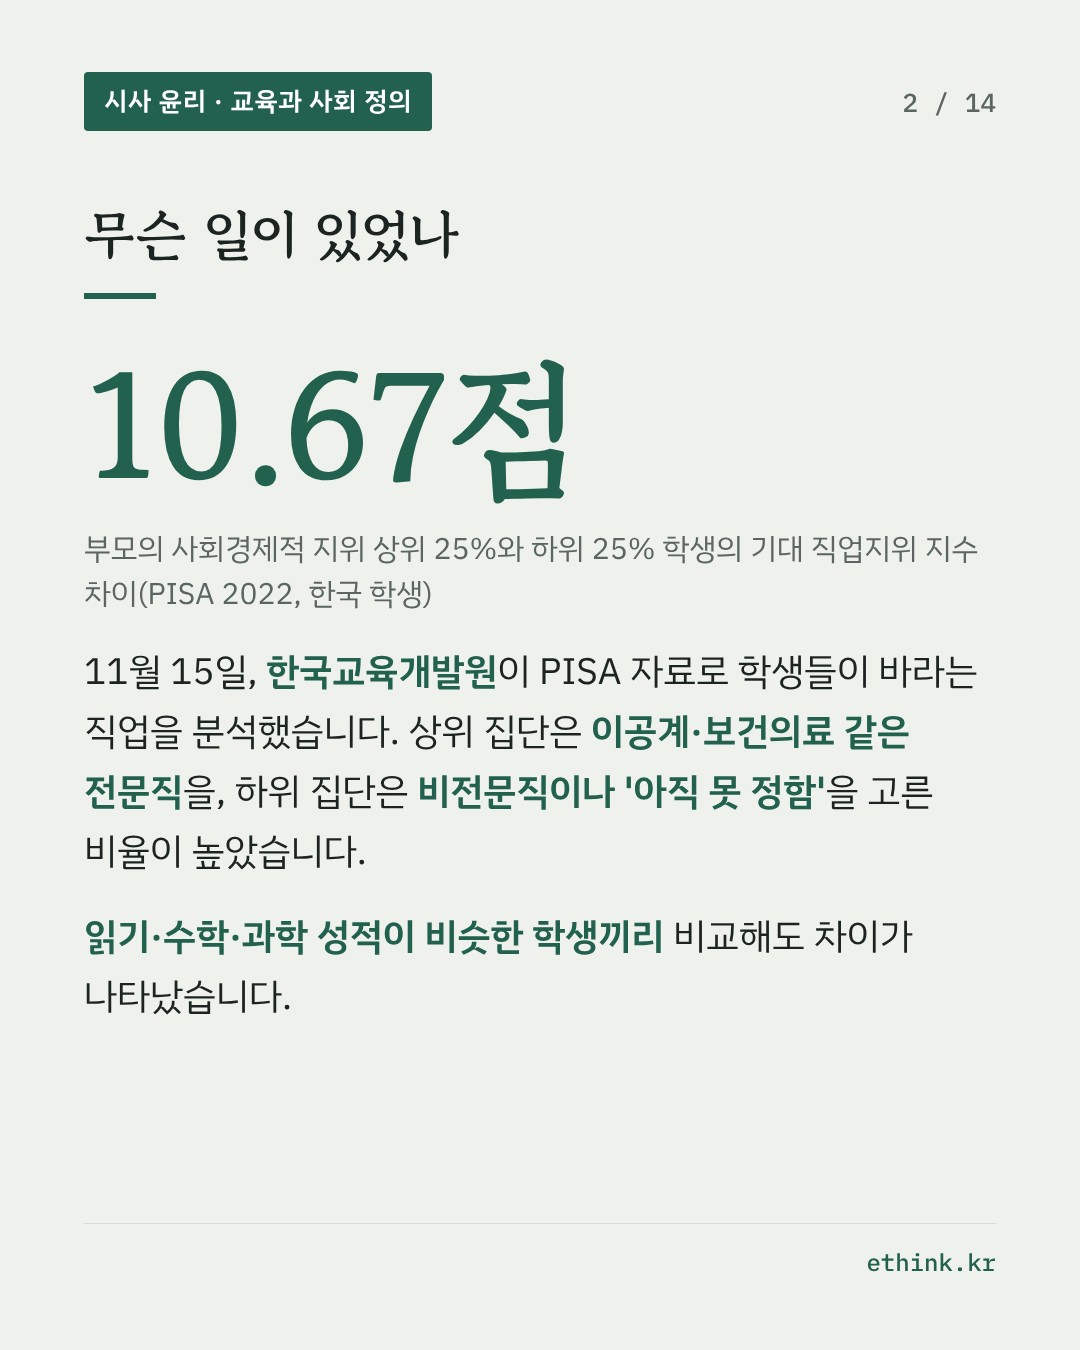 시사 윤리 · 교육과 사회 정의
2 / 14
무슨 일이 있었나
10.67점
부모의 사회경제적 지위 상위 25%와 하위 25% 학생의 기대 직업지위 지수
차이(PISA 2022, 한국 학생)
11월 15일, 한국교육개발원이 PISA 자료로 학생들이 바라는
직업을 분석했습니다. 상위 집단은 이공계·보건의료 같은
전문직을, 하위 집단은 비전문직이나 '아직 못 정함'을 고른
비율이 높았습니다.
읽기·수학·과학 성적이 비슷한 학생끼리 비교해도 차이가
나타났습니다.
ethink.kr